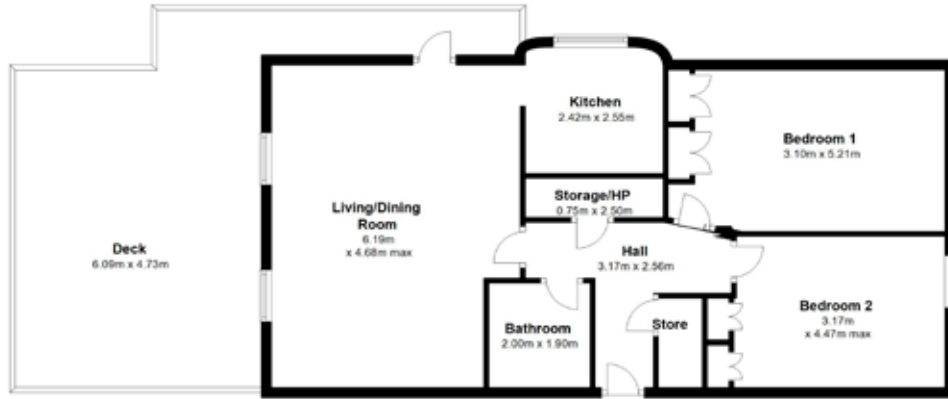 Kitchen
2.42m x 2.55m
Bedroom 1
3.10m x 5.21m
Storage/HP
0.75m x 2.50m
Living/Dining
Room
6.19m
x 4.68m max
Deck
6.09m x 4.73m
Hall
3.17m x 2.56m
Bedroom 2
3.17m
x 4.47m max
Bathroom
2.00m x 1.90m
Store